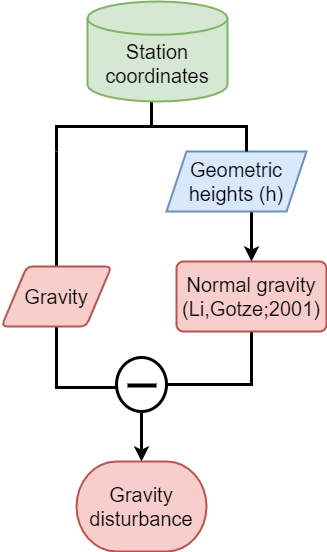 Station
coordinates
Geometric
heights (h)
Gravity
Normal gravity
(Li,Gotze;2001)
Gravity
disturbance